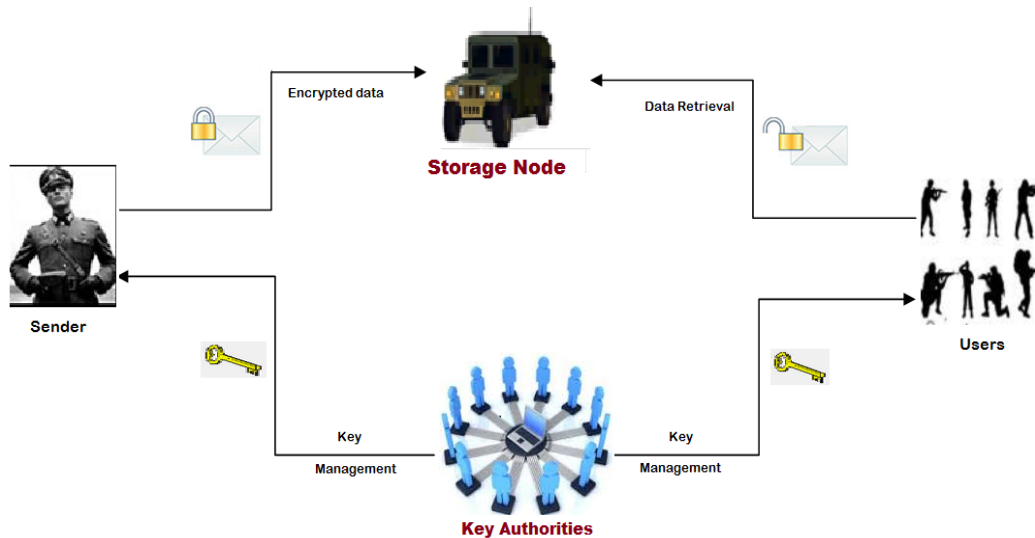 Encrypted data
Data Retrieval
Storage Node
Sender
Users
Key
Management
Key
Management
Key Authorities